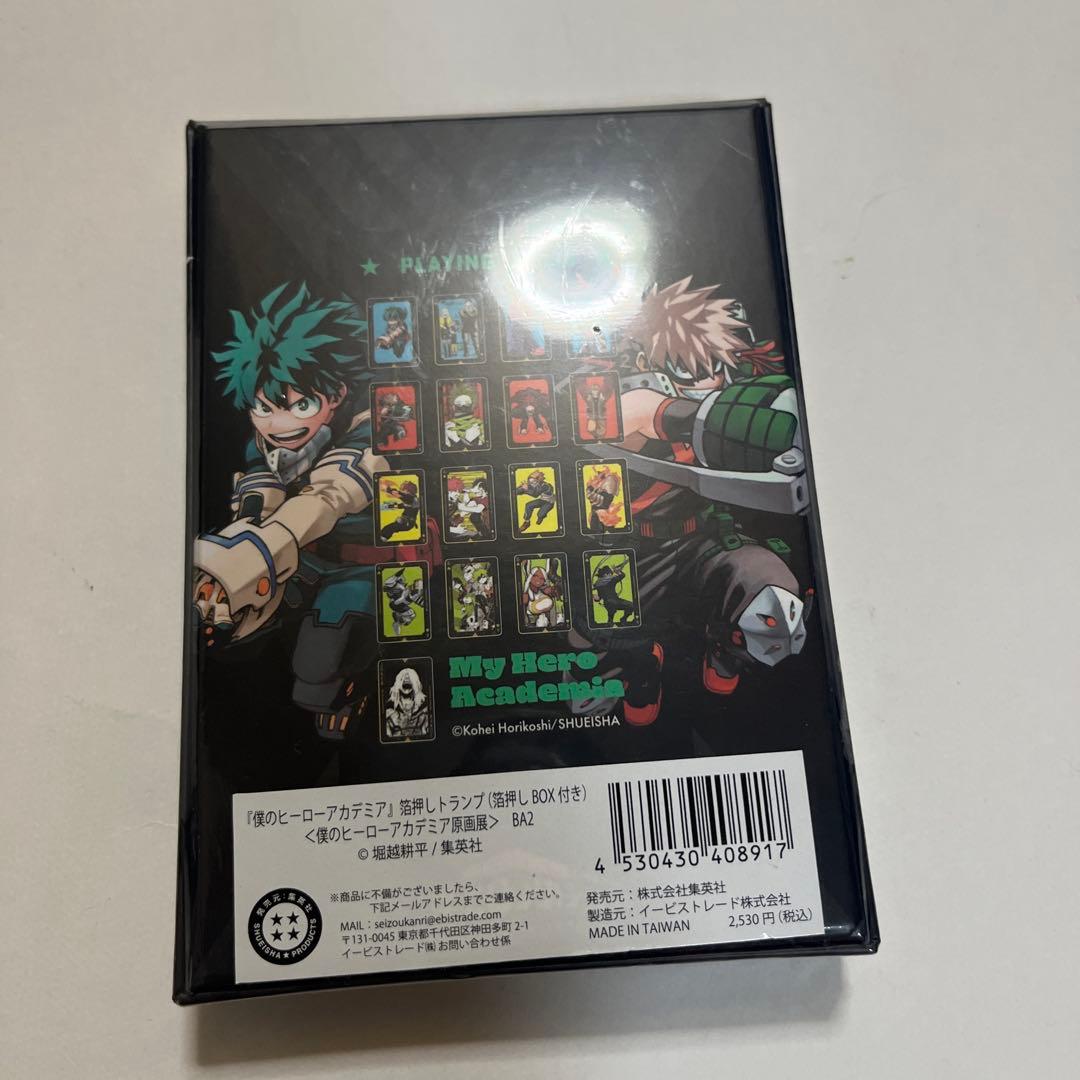 ★ PLAYING
My Hero
Academia
©Kohei Horikoshi/SHUEISHA
『僕のヒーローアカデミア』箔押しトランプ（箔押しBOX付き）
＜僕のヒーローアカデミア原画展＞ BA2
© 堀越耕平 / 集英社
4 530430 408917
発売元：集英社
SHUEISHA★PRODUCTS
※商品に不備がございましたら、
下記メールアドレスまでご連絡ください。
MAIL：seizoukanri@ebistrade.com
〒131-0045 東京都千代田区神田多町 2-1
イービストレード㈱ お問い合わせ係
発売元：株式会社集英社
製造元：イービストレード株式会社
MADE IN TAIWAN 2,530円（税込）